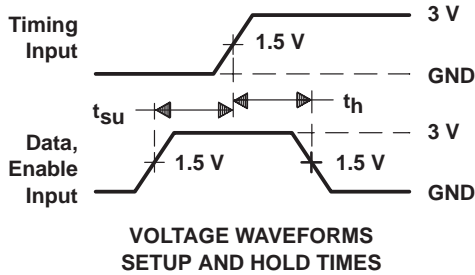 Timing
Input
3 V
1.5 V
GND
tsu
th
Data,
Enable
Input
3 V
1.5 V
1.5 V
GND
VOLTAGE WAVEFORMS
SETUP AND HOLD TIMES